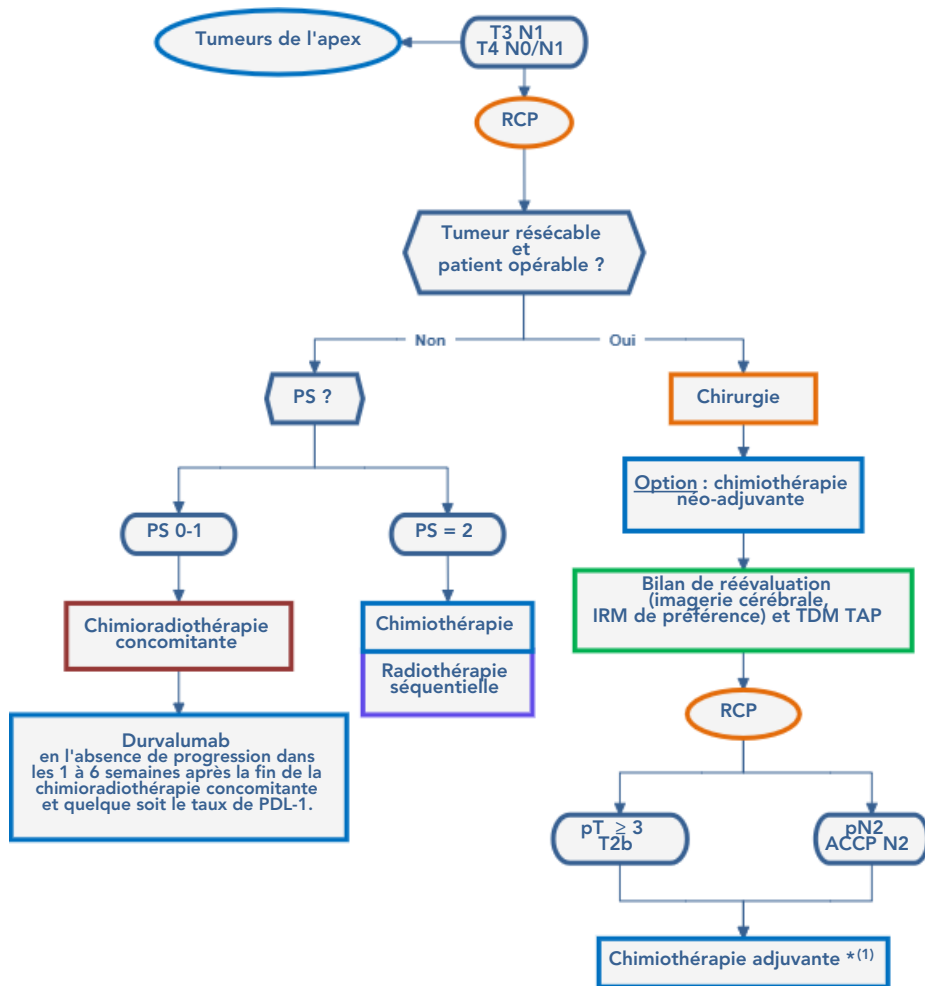 Tumeurs de l'apex
T3 N1
T4 N0/N1
RCP
Tumeur résécable
et
patient opérable ?
Non
Oui
PS ?
Chirurgie
Option : chimiothérapie
néo-adjuvante
PS 0-1
PS = 2
Bilan de réévaluation
(imagerie cérébrale,
IRM de préférence) et TDM TAP
Chimioradiothérapie
concomitante
Chimiothérapie
Radiothérapie
séquentielle
RCP
Durvalumab
en l'absence de progression dans
les 1 à 6 semaines après la fin de la
chimioradiothérapie concomitante
et quelque soit le taux de PDL-1.
pT ≥ 3
T2b
pN2
ACCP N2
Chimiothérapie adjuvante *(1)